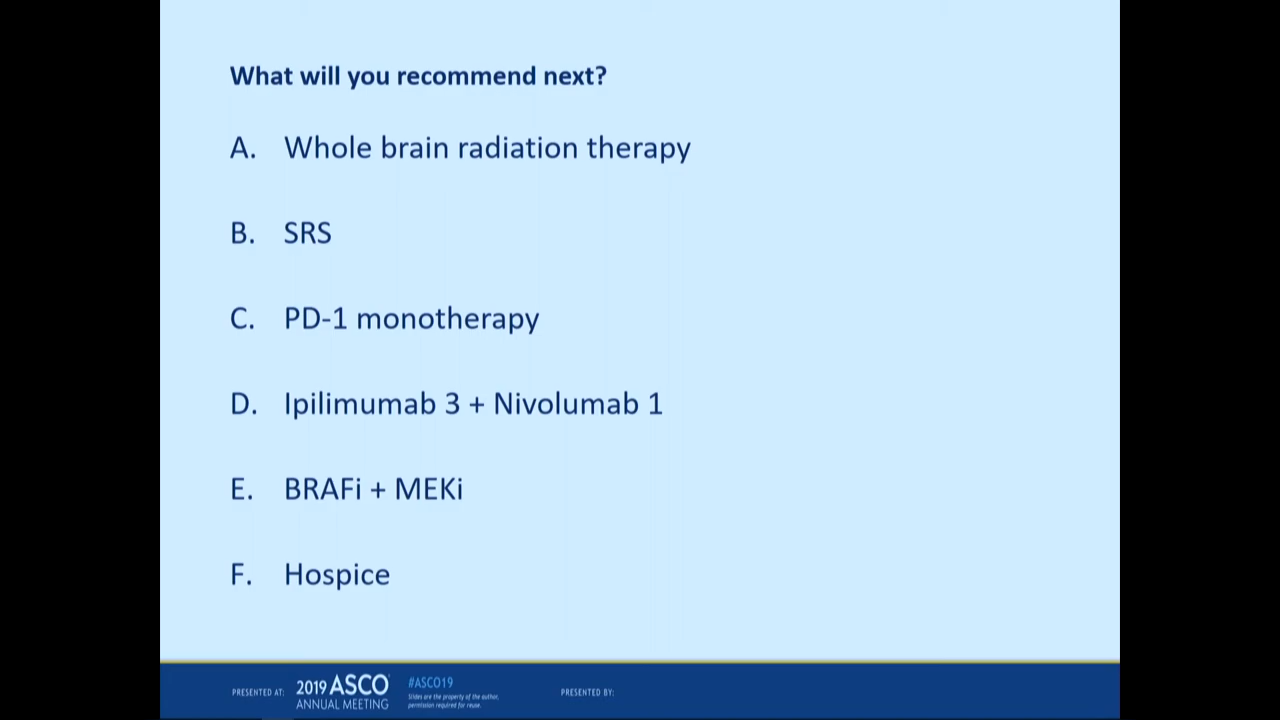 What will you recommend next?
A. Whole brain radiation therapy
B. SRS
C. PD-1 monotherapy
D. Ipilimumab 3 + Nivolumab 1
E. BRAFi + MEKi
F. Hospice
PRESENTED AT: 2019 ASCO
ANNUAL MEETING
#ASCO19
Slides are the property of the author,
permission required for reuse.
PRESENTED BY: